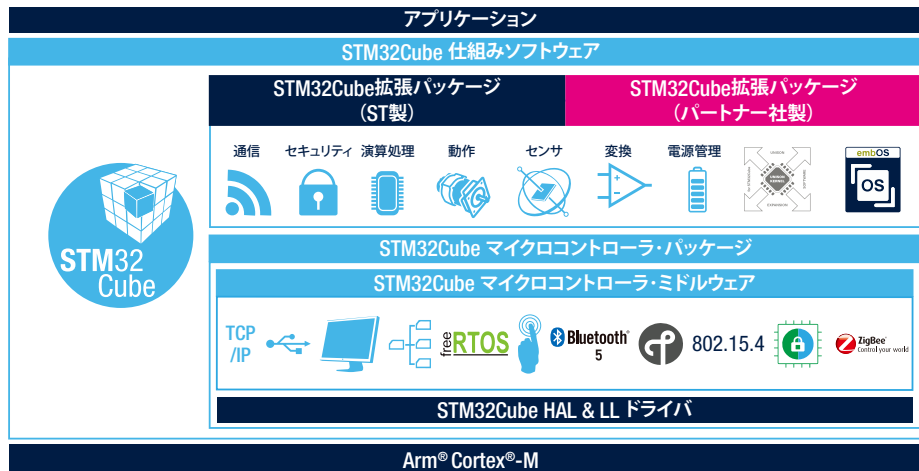 アプリケーション
STM32Cube 仕組みソフトウェア
STM32Cube拡張パッケージ
(ST製)
STM32Cube拡張パッケージ
(パートナー社製)
通信
セキュリティ
演算処理
動作
センサ
変換
電源管理
UNISON
for STM32Cube
UNISON
KERNEL
SOFTWARE
EXPANSION
embOS
OS
STM32
Cube
STM32Cube マイクロコントローラ・パッケージ
STM32Cube マイクロコントローラ・ミドルウェア
TCP
/IP
free RTOS
Bluetooth®
5
802.15.4
ZigBee®
Control your world
STM32Cube HAL & LL ドライバ
Arm® Cortex®-M